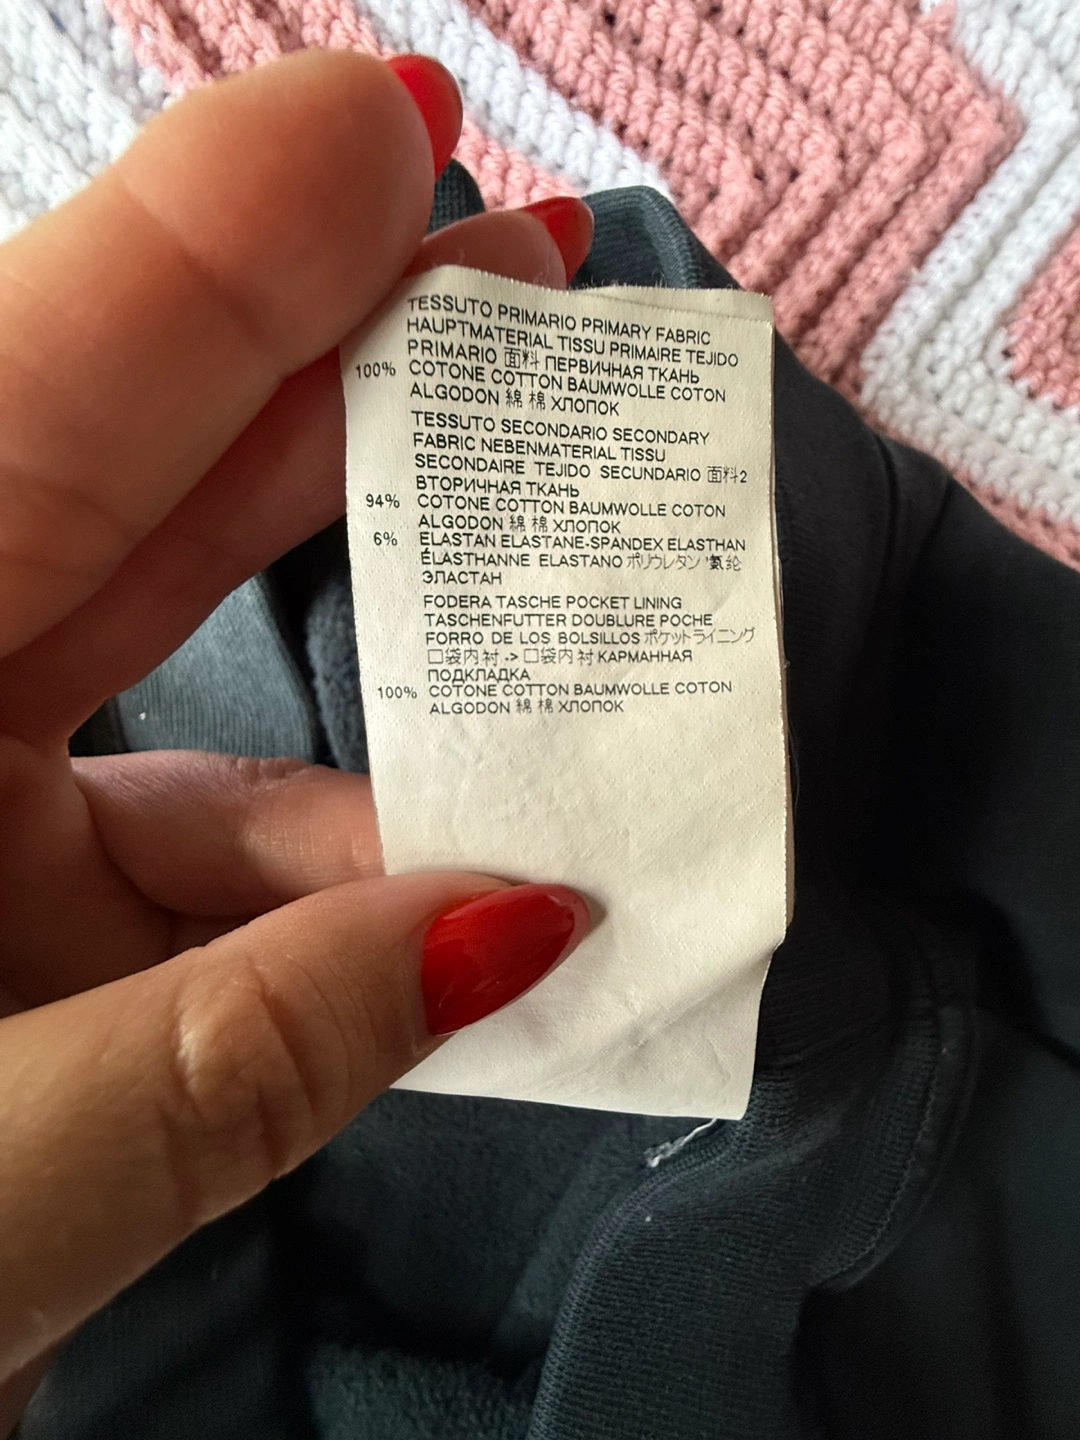 TESSUTO PRIMARIO PRIMARY FABRIC
HAUPTMATERIAL TISSU PRIMAIRE TEJIDO
PRIMARIO 面料 ПЕРВИЧНАЯ ТКАНЬ
100% COTONE COTTON BAUMWOLLE COTON
ALGODON 綿 棉 ХЛОПОК
TESSUTO SECONDARIO SECONDARY
FABRIC NEBENMATERIAL TISSU
SECONDAIRE TEJIDO SECUNDARIO 面料2
ВТОРИЧНАЯ ТКАНЬ
94% COTONE COTTON BAUMWOLLE COTON
ALGODON 綿 棉 ХЛОПОК
6% ELASTAN ELASTANE-SPANDEX ELASTHAN
ÉLASTHANNE ELASTANO ポリウレタン 氨纶
ЭЛАСТАН
FODERA TASCHE POCKET LINING
TASCHENFUTTER DOUBLURE POCHE
FORRO DE LOS BOLSILLOS ポケットライニング
口袋内衬 -> 口袋内衬 КАРМАННАЯ
ПОДКЛАДКА
100% COTONE COTTON BAUMWOLLE COTON
ALGODON 綿 棉 ХЛОПОК